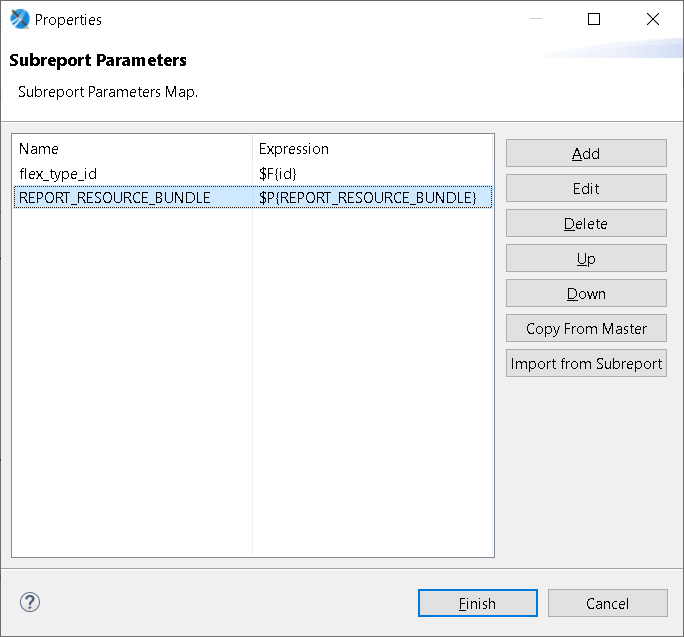 Properties
Subreport Parameters
Subreport Parameters Map.
Name Expression
flex_type_id $F{id}
REPORT_RESOURCE_BUNDLE $P{REPORT_RESOURCE_BUNDLE}
Add
Edit
Delete
Up
Down
Copy From Master
Import from Subreport
?
Finish Cancel